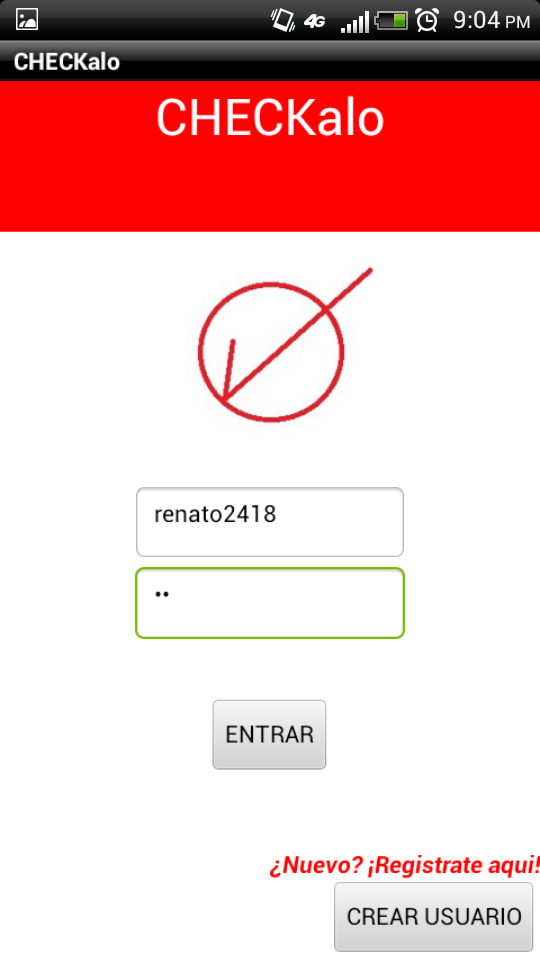 4G 9:04 PM
CHECKalo
CHECKalo
renato2418
••
ENTRAR
¿Nuevo? ¡Registrate aqui!
CREAR USUARIO